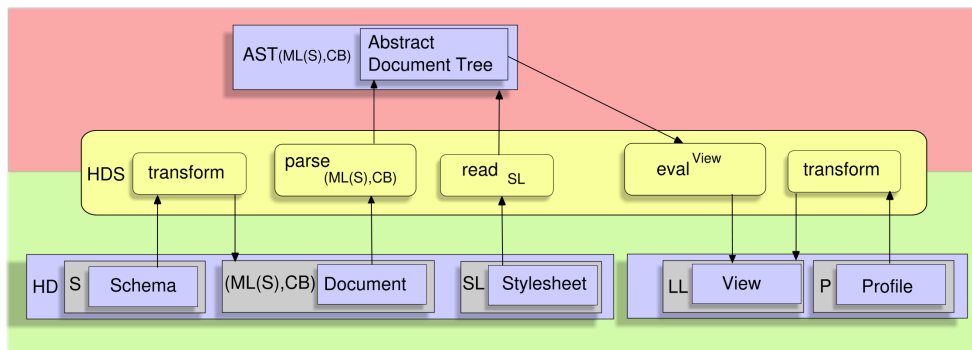 AST(ML(S),CB)
Abstract
Document Tree
HDS
transform
parse
(ML(S),CB)
read SL
eval View
transform
HD
S
Schema
(ML(S),CB)
Document
SL
Stylesheet
LL
View
P
Profile